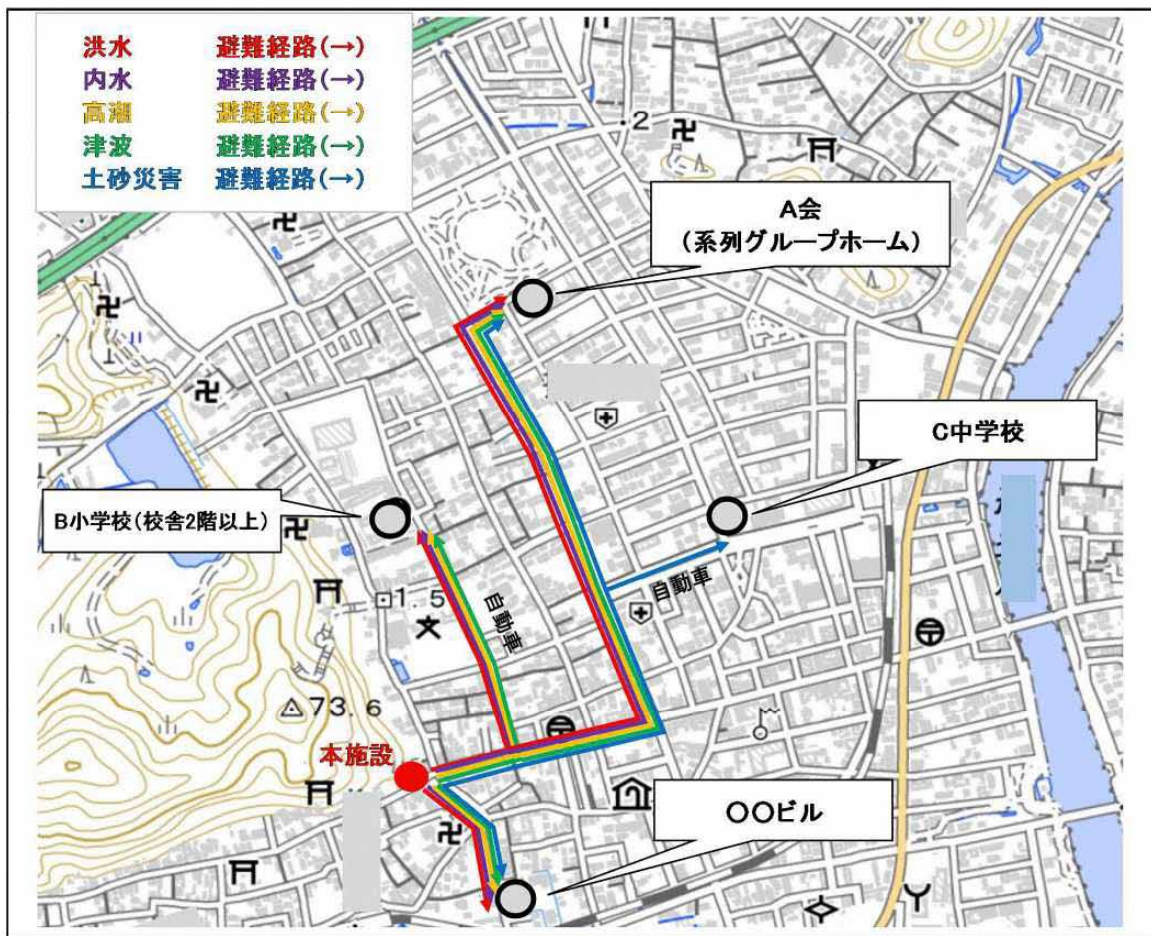 洪水 避難経路(→)
内水 避難経路(→)
高潮 避難経路(→)
津波 避難経路(→)
土砂災害 避難経路(→)
・2
A会
(系列グループホーム)
C中学校
B小学校(校舎2階以上)
1.5
自動車
自動車
73.6
本施設
〇〇ビル